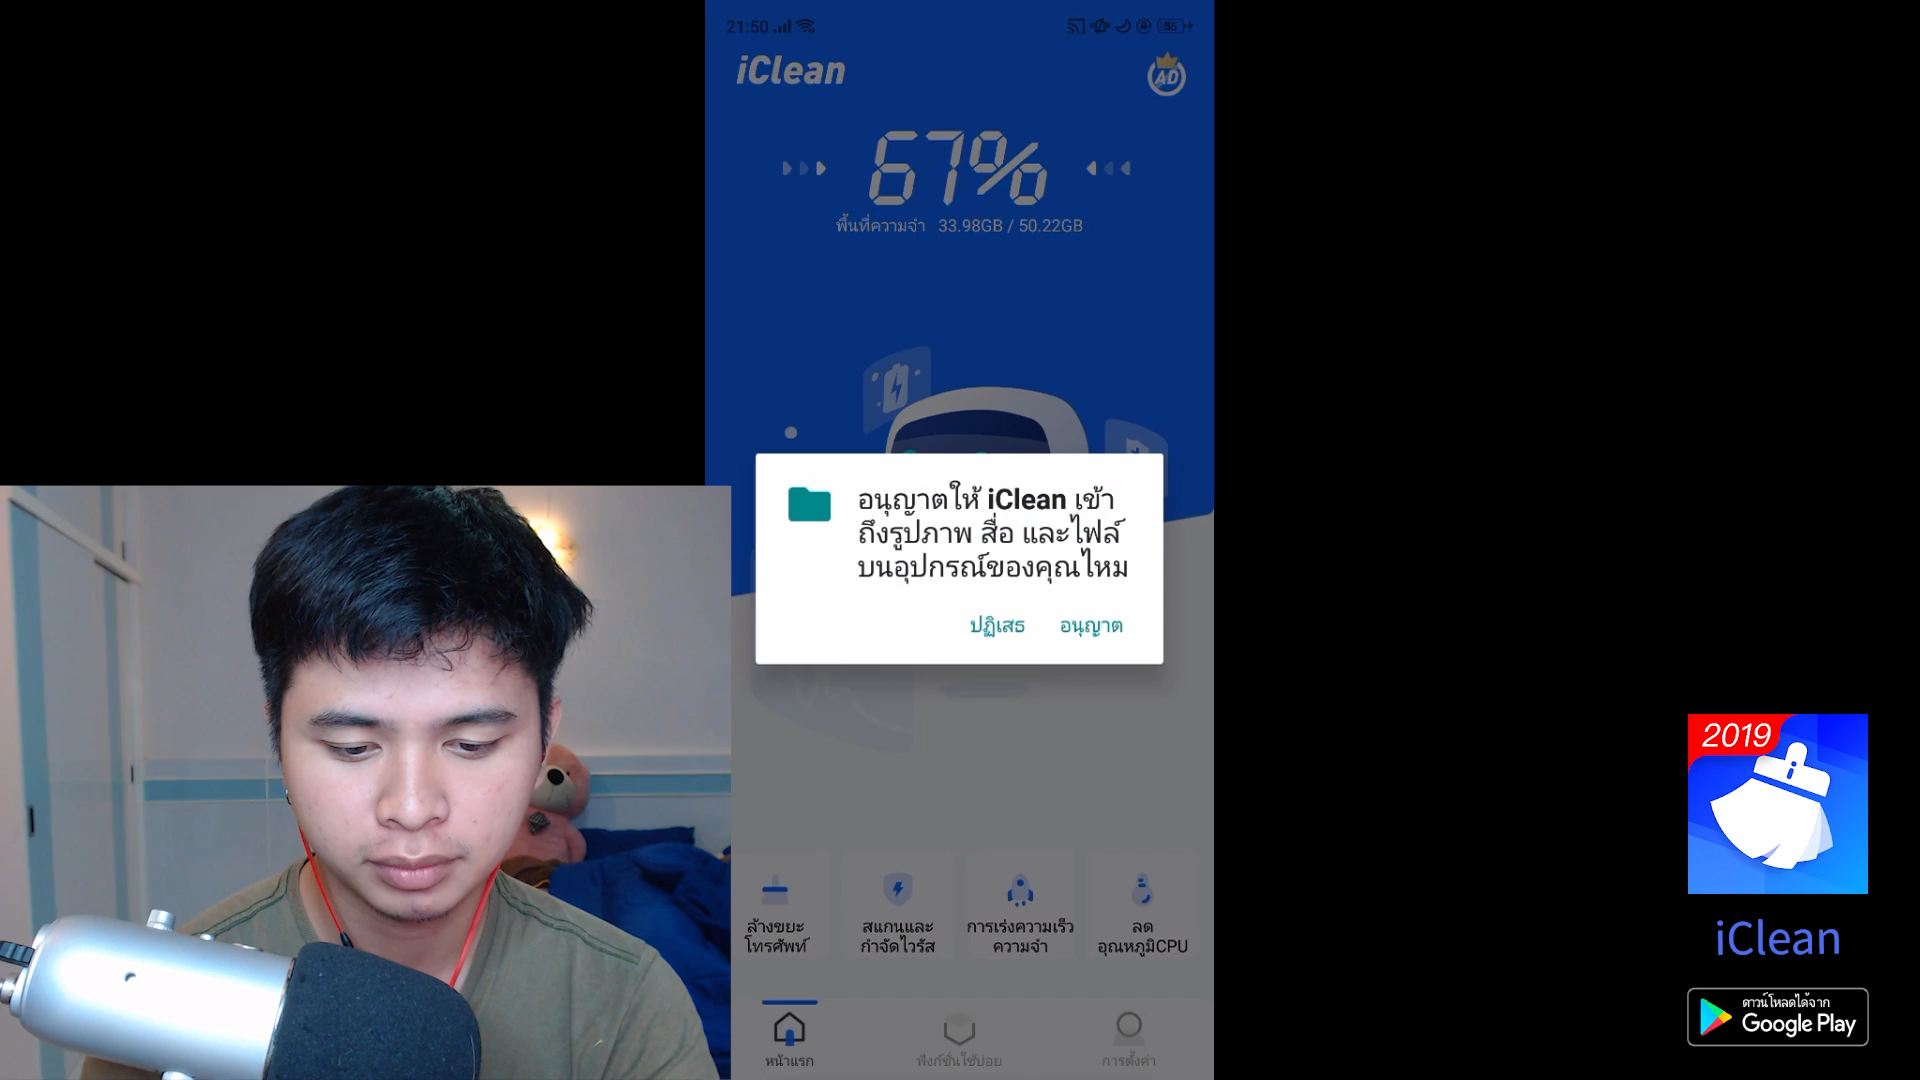 21:50
55
iClean
AD
67%
พื้นที่ความจำ 33.98GB / 50.22GB
อนุญาตให้ iClean เข้า
ถึงรูปภาพ สื่อ และไฟล์
บนอุปกรณ์ของคุณไหม
ปฏิเสธ อนุญาต
ล้างขยะ
โทรศัพท์
สแกนและ
กำจัดไวรัส
การเร่งความเร็ว
ความจำ
ลด
อุณหภูมิCPU
หน้าแรก
ฟังก์ชั่นใช้บ่อย
การตั้งค่า
2019
iClean
ดาวน์โหลดได้จาก
Google Play